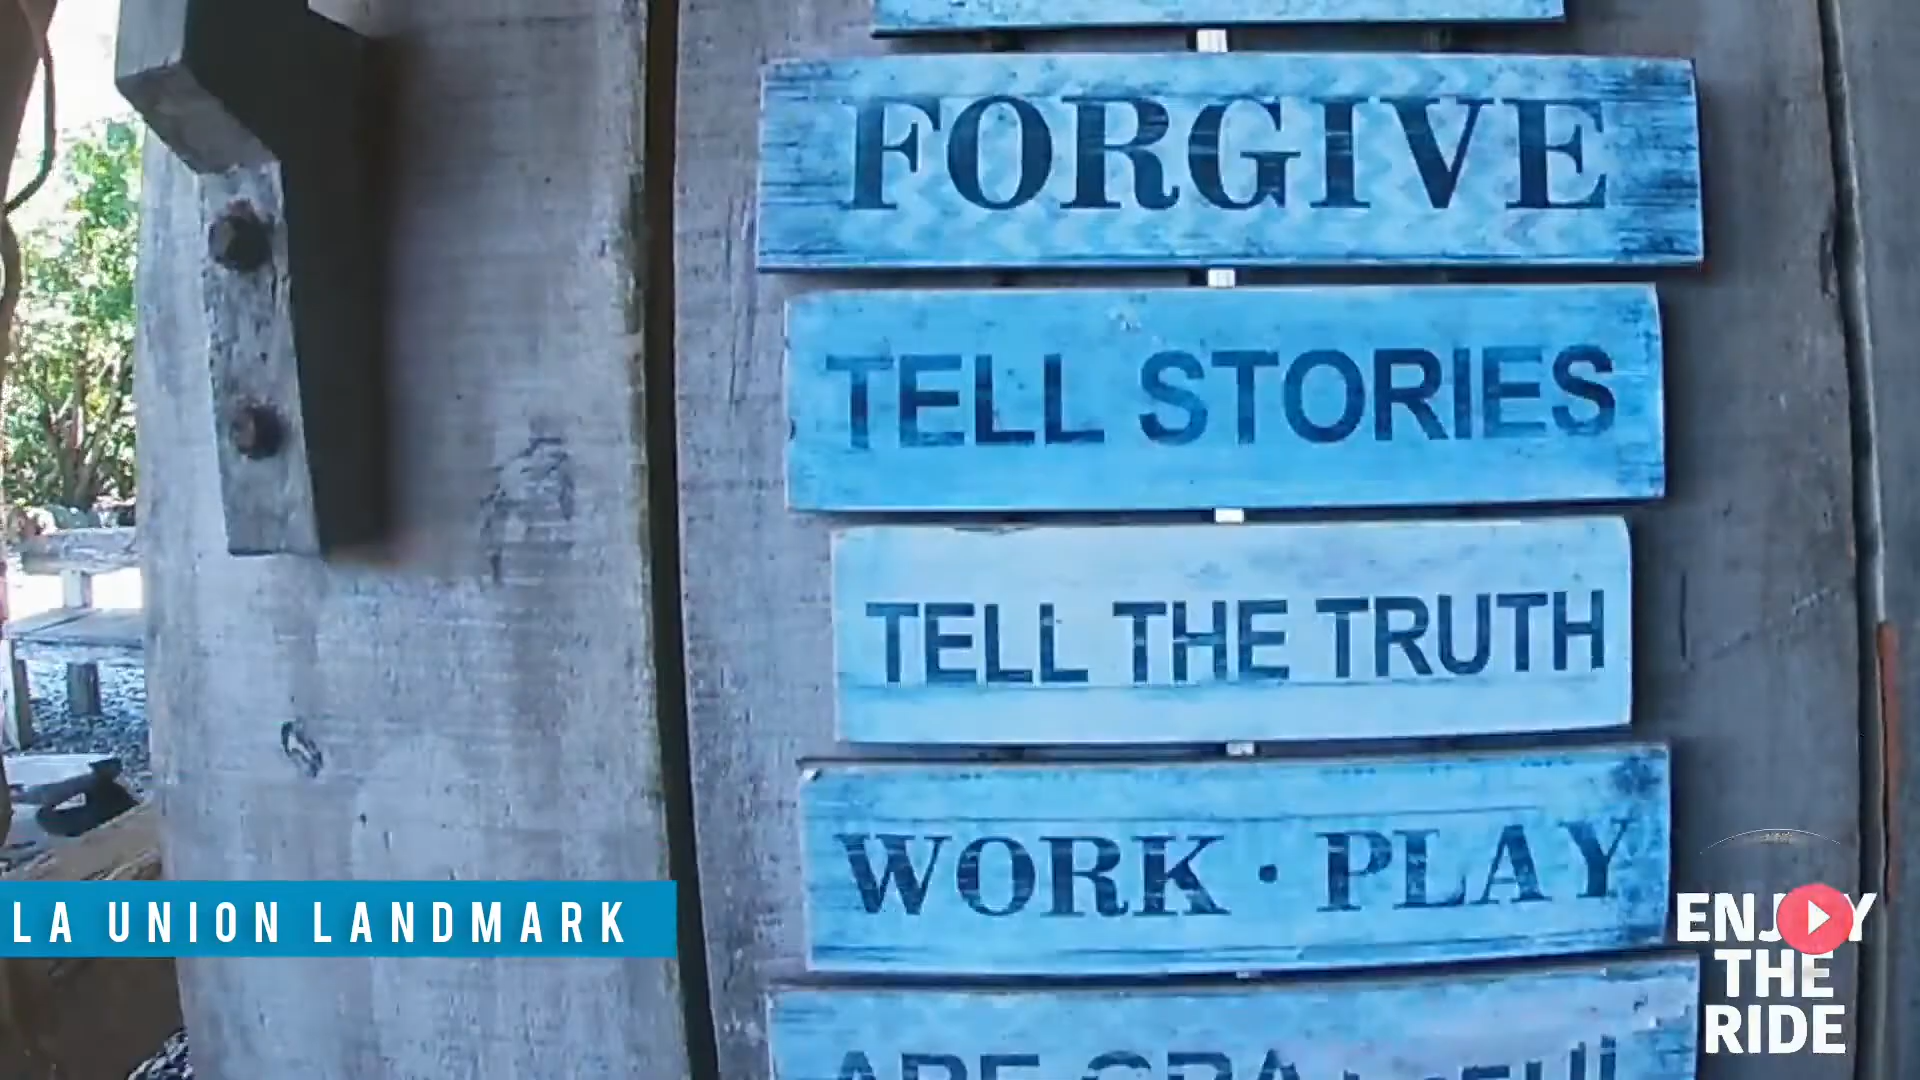 FORGIVE
TELL STORIES
TELL THE TRUTH
WORK · PLAY
LA UNION LANDMARK
ENJOY
THE
RIDE